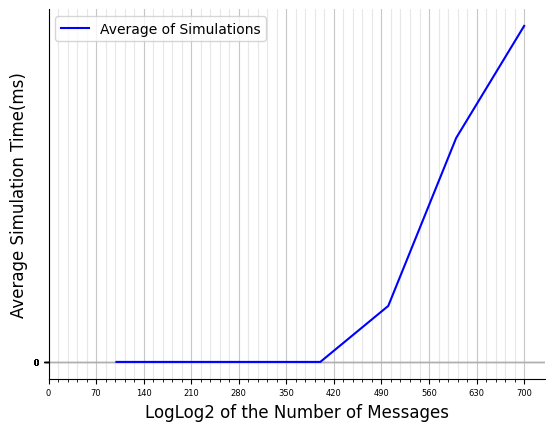 Average of Simulations
Average Simulation Time(ms)
0
0 70 140 210 280 350 420 490 560 630 700
LogLog2 of the Number of Messages